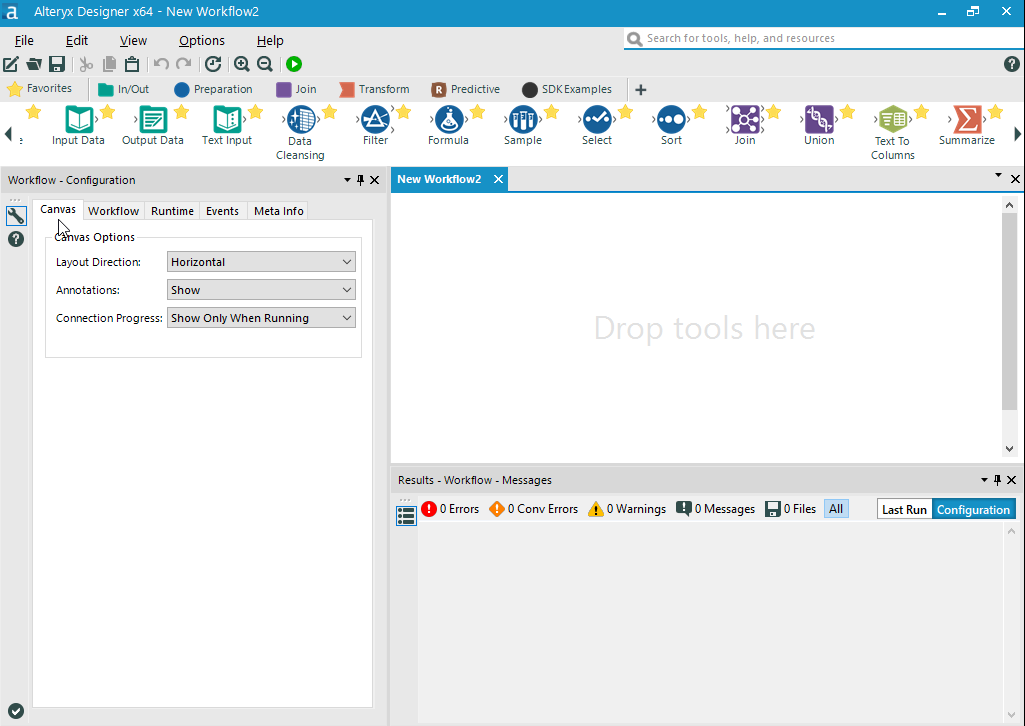 Alteryx Designer x64 - New Workflow2
File Edit View Options Help
Search for tools, help, and resources
Favorites In/Out Preparation Join Transform Predictive SDKExamples
Input Data Output Data Text Input Data Cleansing Filter Formula Sample Select Sort Join Union Text To Columns Summarize
Workflow - Configuration
Canvas Workflow Runtime Events Meta Info
Canvas Options
Layout Direction: Horizontal
Annotations: Show
Connection Progress: Show Only When Running
New Workflow2
Drop tools here
Results - Workflow - Messages
0 Errors 0 Conv Errors 0 Warnings 0 Messages 0 Files All Last Run Configuration